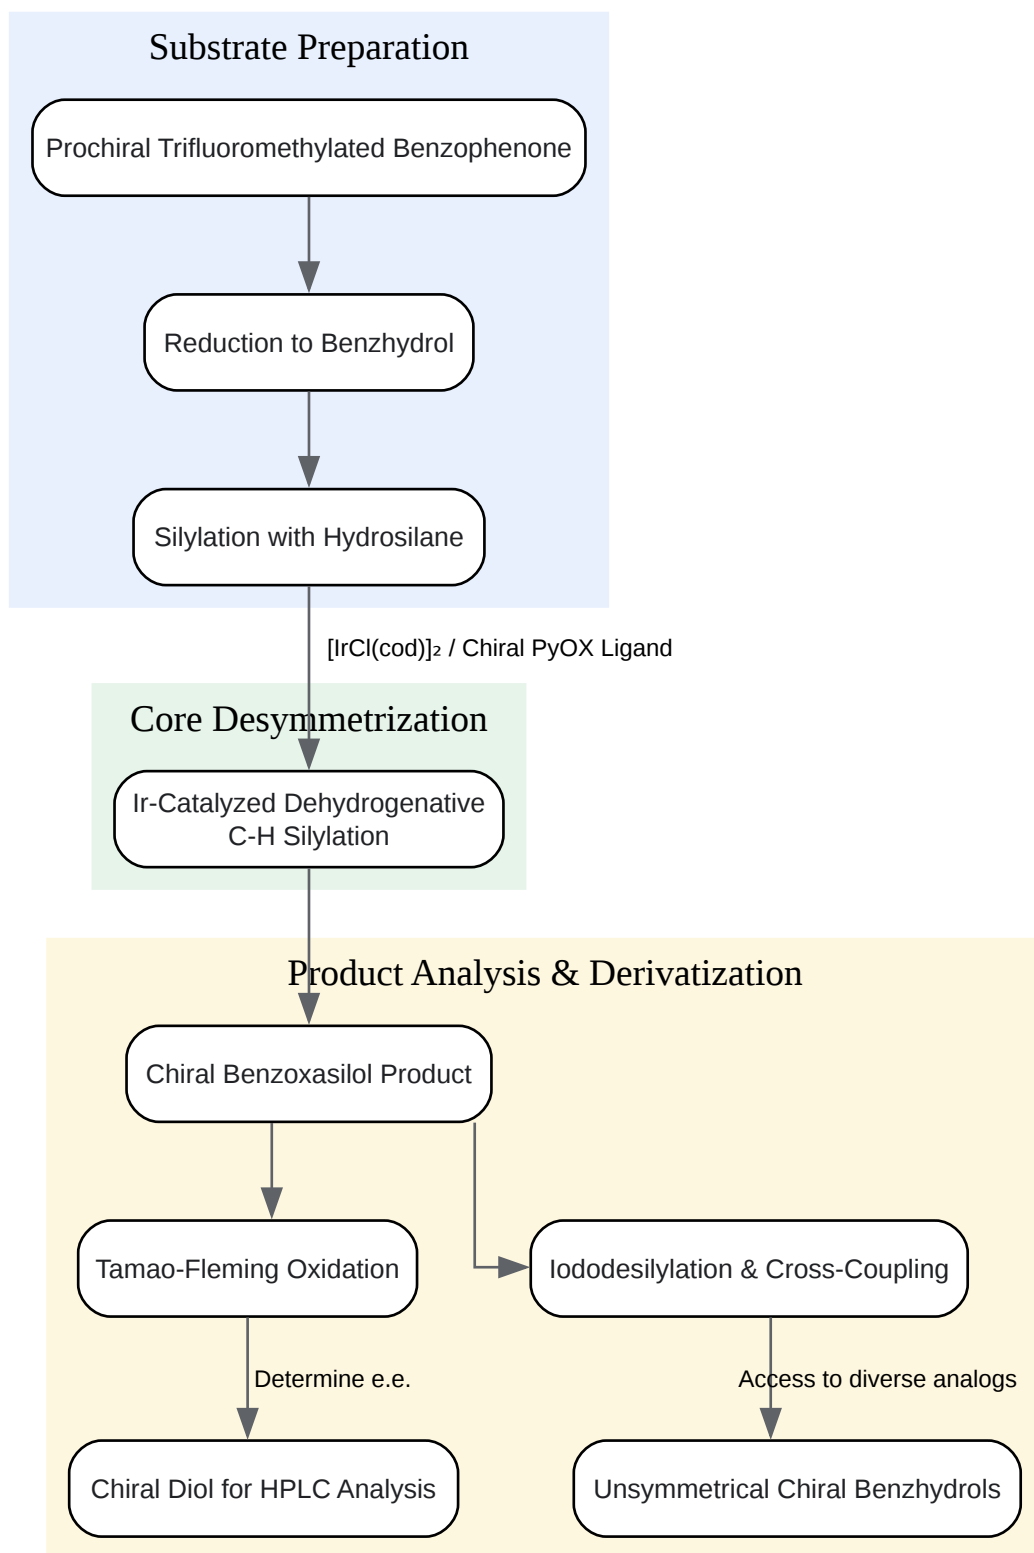 Substrate Preparation
Prochiral Trifluoromethylated Benzophenone
Reduction to Benzhydrol
Silylation with Hydrosilane
[IrCl(cod)]₂ / Chiral PyOX Ligand
Core Desymmetrization
Ir-Catalyzed Dehydrogenative
C-H Silylation
Product Analysis & Derivatization
Chiral Benzoxasilol Product
Tamao-Fleming Oxidation
Iododesilylation & Cross-Coupling
Determine e.e.
Access to diverse analogs
Chiral Diol for HPLC Analysis
Unsymmetrical Chiral Benzhydrols